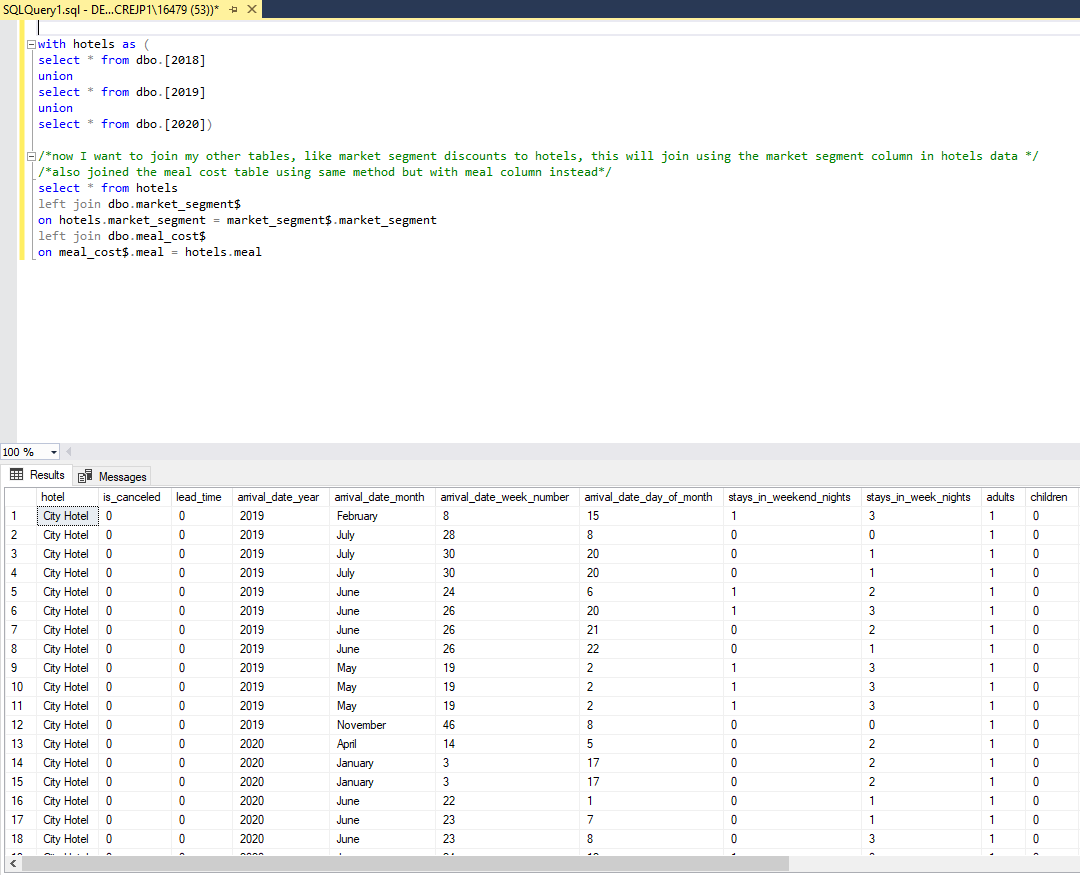 SQLQuery1.sql - DE...CREJP1\16479 (53))*
with hotels as (
select * from dbo.[2018]
union
select * from dbo.[2019]
union
select * from dbo.[2020])
/*now I want to join my other tables, like market segment discounts to hotels, this will join using the market segment column in hotels data */
/*also joined the meal cost table using same method but with meal column instead*/
select * from hotels
left join dbo.market_segment$
on hotels.market_segment = market_segment$.market_segment
left join dbo.meal_cost$
on meal_cost$.meal = hotels.meal
100 %
Results Messages
hotel is_canceled lead_time arrival_date_year arrival_date_month arrival_date_week_number arrival_date_day_of_month stays_in_weekend_nights stays_in_week_nights adults children
1 City Hotel 0 0 2019 February 8 15 1 3 1 0
2 City Hotel 0 0 2019 July 28 8 0 0 1 0
3 City Hotel 0 0 2019 July 30 20 0 1 1 0
4 City Hotel 0 0 2019 July 30 20 0 1 1 0
5 City Hotel 0 0 2019 June 24 6 1 2 1 0
6 City Hotel 0 0 2019 June 26 20 1 3 1 0
7 City Hotel 0 0 2019 June 26 21 0 2 1 0
8 City Hotel 0 0 2019 June 26 22 0 1 1 0
9 City Hotel 0 0 2019 May 19 2 1 3 1 0
10 City Hotel 0 0 2019 May 19 2 1 3 1 0
11 City Hotel 0 0 2019 May 19 2 1 3 1 0
12 City Hotel 0 0 2019 November 46 8 0 0 1 0
13 City Hotel 0 0 2020 April 14 5 0 2 1 0
14 City Hotel 0 0 2020 January 3 17 0 2 1 0
15 City Hotel 0 0 2020 January 3 17 0 2 1 0
16 City Hotel 0 0 2020 June 22 1 0 1 1 0
17 City Hotel 0 0 2020 June 23 7 0 1 1 0
18 City Hotel 0 0 2020 June 23 8 0 3 1 0